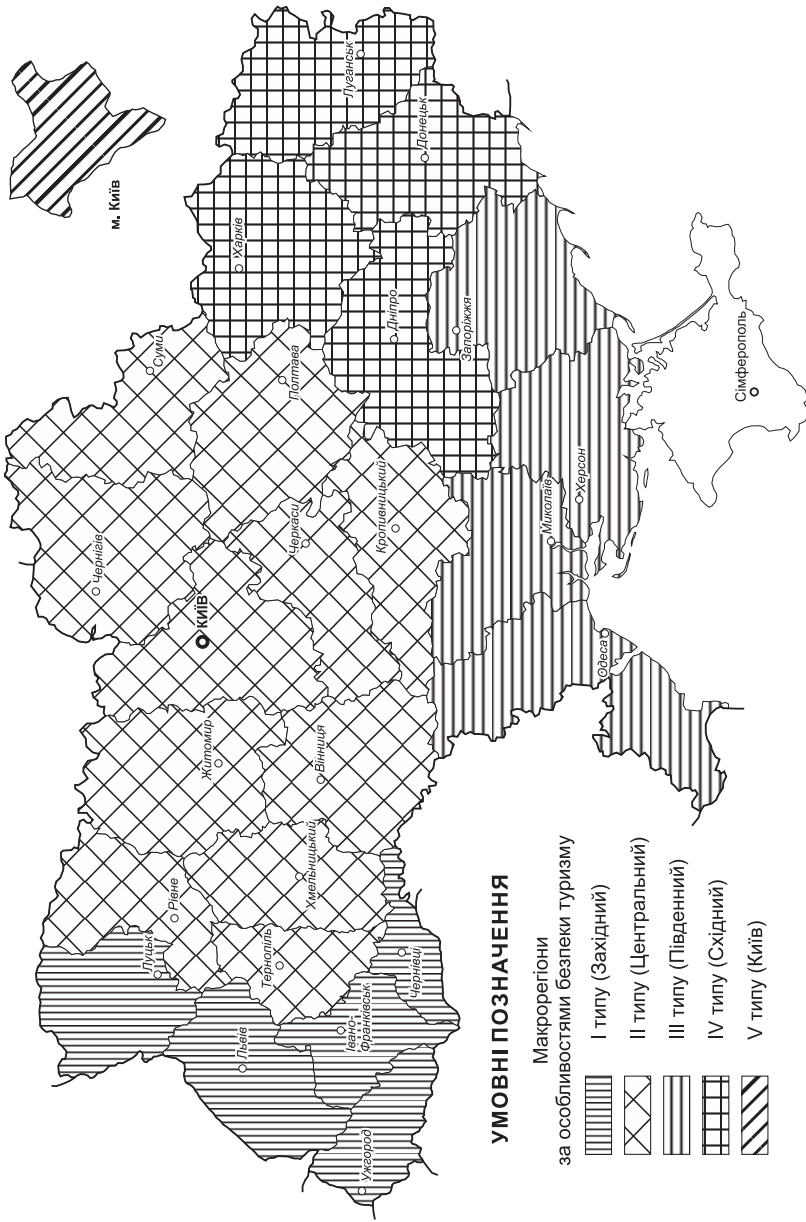 м. Київ
Луганськ
Харків
Донецьк
Суми
Полтава
Дніпро
Запоріжжя
Чернігів
КИЇВ
Черкаси
Кропивницький
Миколаїв
Херсон
Сімферополь
Одеса
Житомир
Вінниця
Рівне
Хмельницький
Луцьк
Тернопіль
Чернівці
Львів
Івано-
Франківськ
Ужгород
УМОВНІ ПОЗНАЧЕННЯ
Макрорегіони
за особливостями безпеки туризму
I типу (Західний)
II типу (Центральний)
III типу (Південний)
IV типу (Східний)
V типу (Київ)